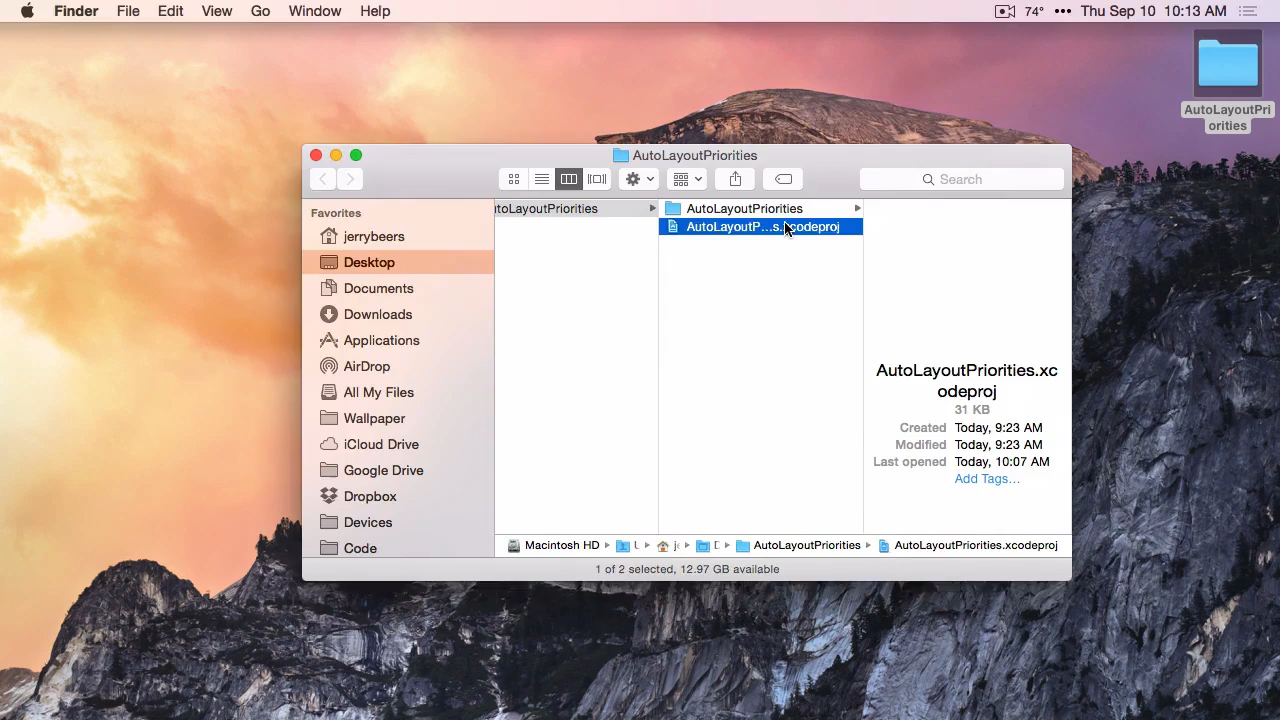 Finder File Edit View Go Window Help 74° Thu Sep 10 10:13 AM
AutoLayoutPri
orities
AutoLayoutPriorities
Search
Favorites
jerrybeers
Desktop
Documents
Downloads
Applications
AirDrop
All My Files
Wallpaper
iCloud Drive
Google Drive
Dropbox
Devices
Code
utoLayoutPriorities
AutoLayoutPriorities
AutoLayoutP...s.xcodeproj
AutoLayoutPriorities.xc
odeproj
31 KB
Created Today, 9:23 AM
Modified Today, 9:23 AM
Last opened Today, 10:07 AM
Add Tags...
Macintosh HD AutoLayoutPriorities AutoLayoutPriorities.xcodeproj
1 of 2 selected, 12.97 GB available